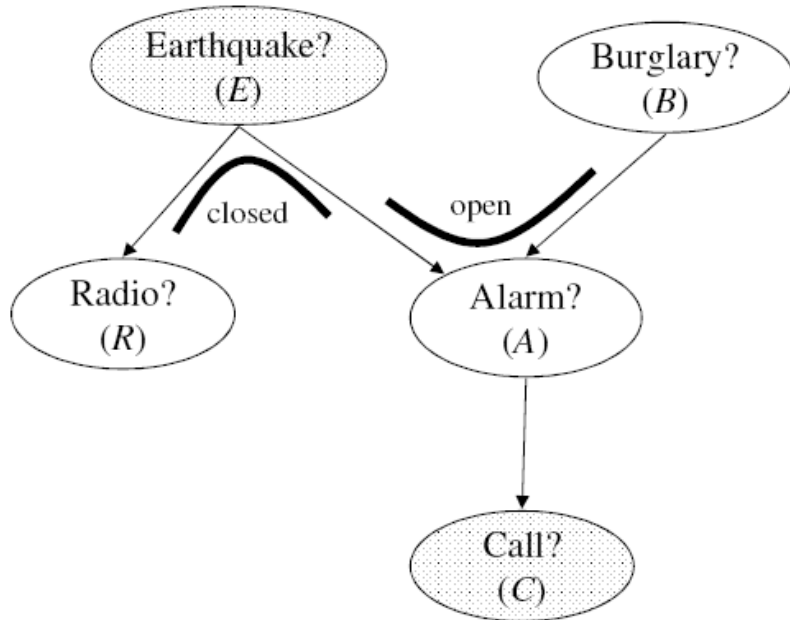 Earthquake?
(E)
Burglary?
(B)
closed
open
Radio?
(R)
Alarm?
(A)
Call?
(C)